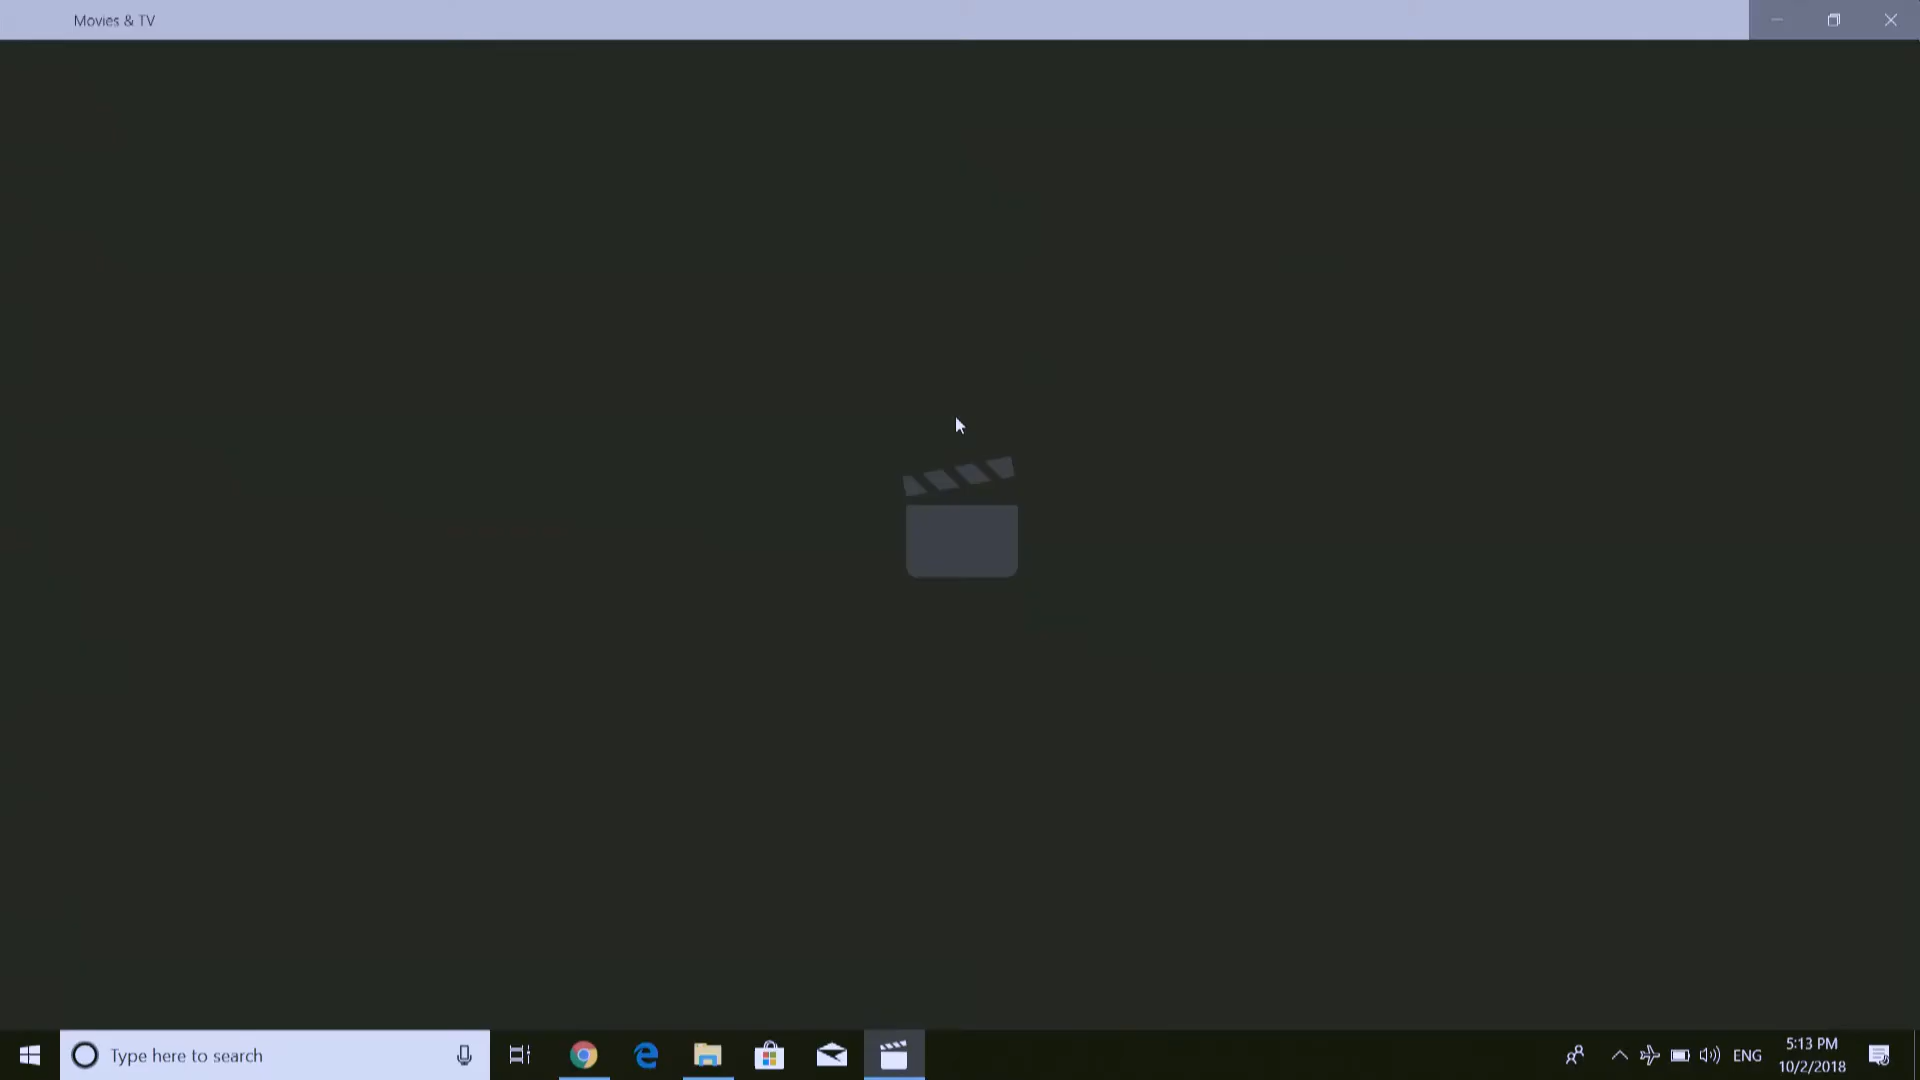 Movies & TV
Type here to search
ENG
5:13 PM
10/2/2018